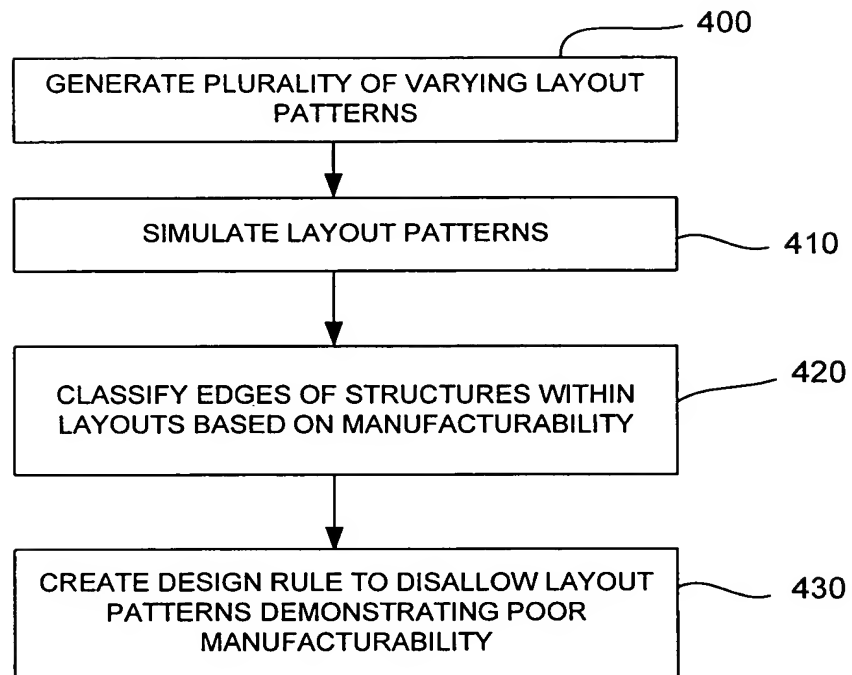 400
GENERATE PLURALITY OF VARYING LAYOUT
PATTERNS
SIMULATE LAYOUT PATTERNS
410
420
CLASSIFY EDGES OF STRUCTURES WITHIN
LAYOUTS BASED ON MANUFACTURABILITY
CREATE DESIGN RULE TO DISALLOW LAYOUT
PATTERNS DEMONSTRATING POOR
MANUFACTURABILITY
430